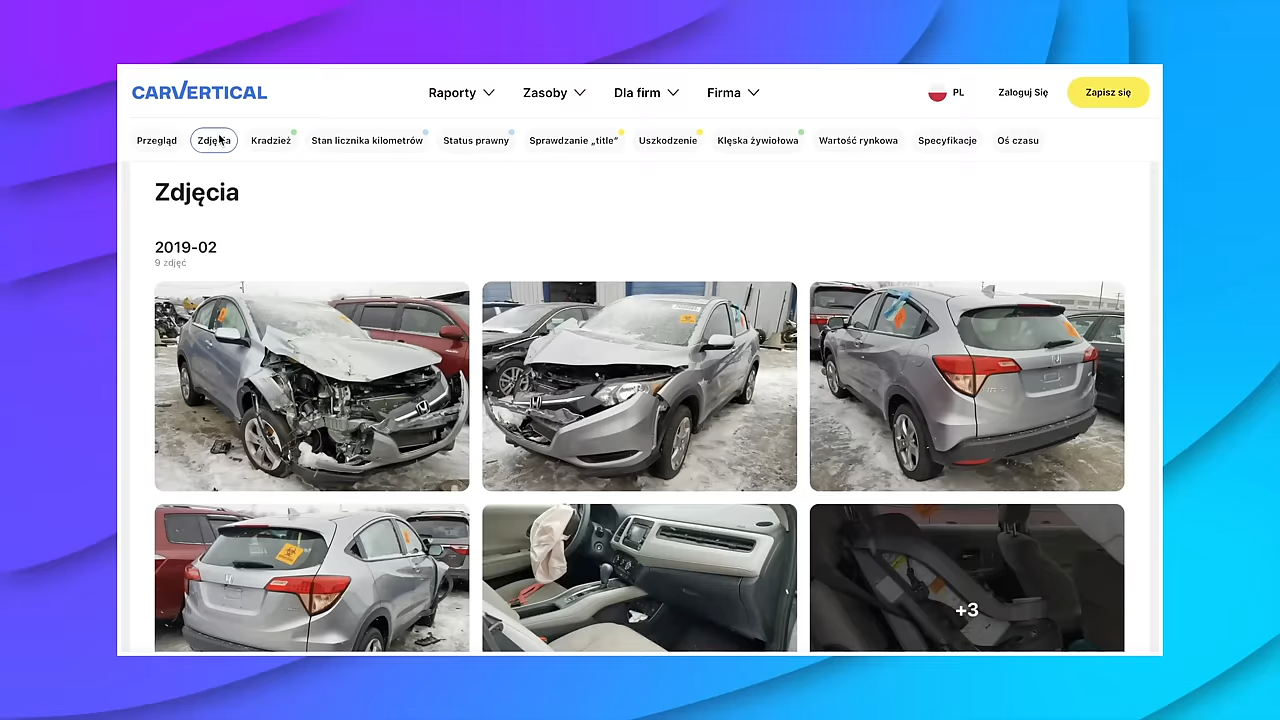 CARVERTICAL
Raporty
Zasoby
Dla firm
Firma
PL
Zaloguj Się
Zapisz się
Przegląd
Zdjęcia
Kradzież
Stan licznika kilometrów
Status prawny
Sprawdzanie „title”
Uszkodzenie
Klęska żywiołowa
Wartość rynkowa
Specyfikacje
Oś czasu
Zdjęcia
2019-02
9 zdjęć
+3